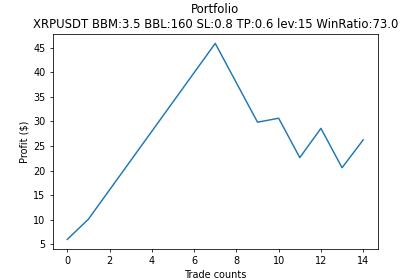 Portfolio
XRPUSDT BBM:3.5 BBL:160 SL:0.8 TP:0.6 lev:15 WinRatio:73.0
45
40
35
30
25
20
15
10
5
Profit ($)
0 2 4 6 8 10 12 14
Trade counts